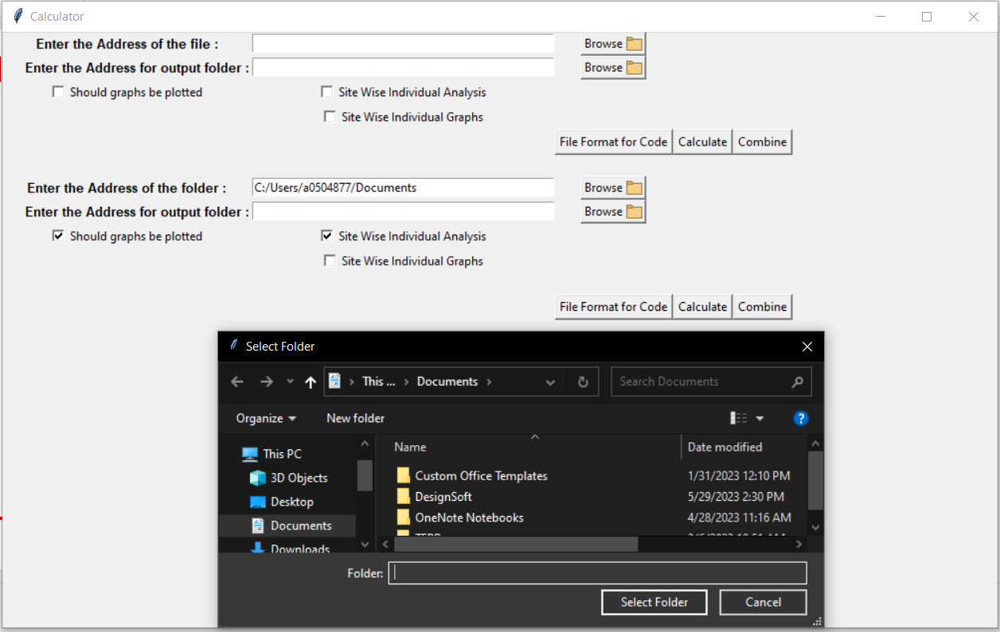 Calculator
Enter the Address of the file : Browse
Enter the Address for output folder : Browse
Should graphs be plotted Site Wise Individual Analysis
Site Wise Individual Graphs
File Format for Code Calculate Combine
Enter the Address of the folder : C:/Users/a0504877/Documents Browse
Enter the Address for output folder : Browse
Should graphs be plotted Site Wise Individual Analysis
Site Wise Individual Graphs
File Format for Code Calculate Combine
Select Folder
This ... Documents Search Documents
Organize New folder ?
Name Date modified
This PC
3D Objects Custom Office Templates 1/31/2023 12:10 PM
Desktop DesignSoft 5/29/2023 2:30 PM
Documents OneNote Notebooks 4/28/2023 11:16 AM
Downloads
Folder:
Select Folder Cancel